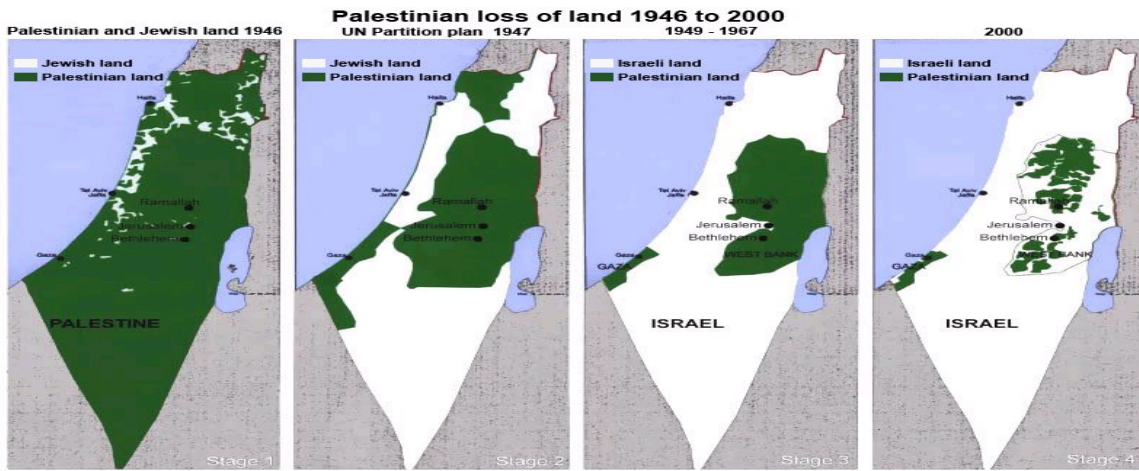 Palestinian loss of land 1946 to 2000
Palestinian and Jewish land 1946
Jewish land
Palestinian land
Haifa
Tel Aviv
Jaffa
Ramallah
Jerusalem
Bethlehem
Gaza
PALESTINE
Stage 1
UN Partition plan 1947
Jewish land
Palestinian land
Haifa
Tel Aviv
Jaffa
Ramallah
Jerusalem
Bethlehem
Gaza
Stage 2
1949 - 1967
Israeli land
Palestinian land
Haifa
Tel Aviv
Jaffa
Ramallah
Jerusalem
Bethlehem
Gaza
WEST BANK
GAZA
ISRAEL
Stage 3
2000
Israeli land
Palestinian land
Haifa
Tel Aviv
Jaffa
Ramallah
Jerusalem
Bethlehem
Gaza
WEST BANK
GAZA
ISRAEL
Stage 4